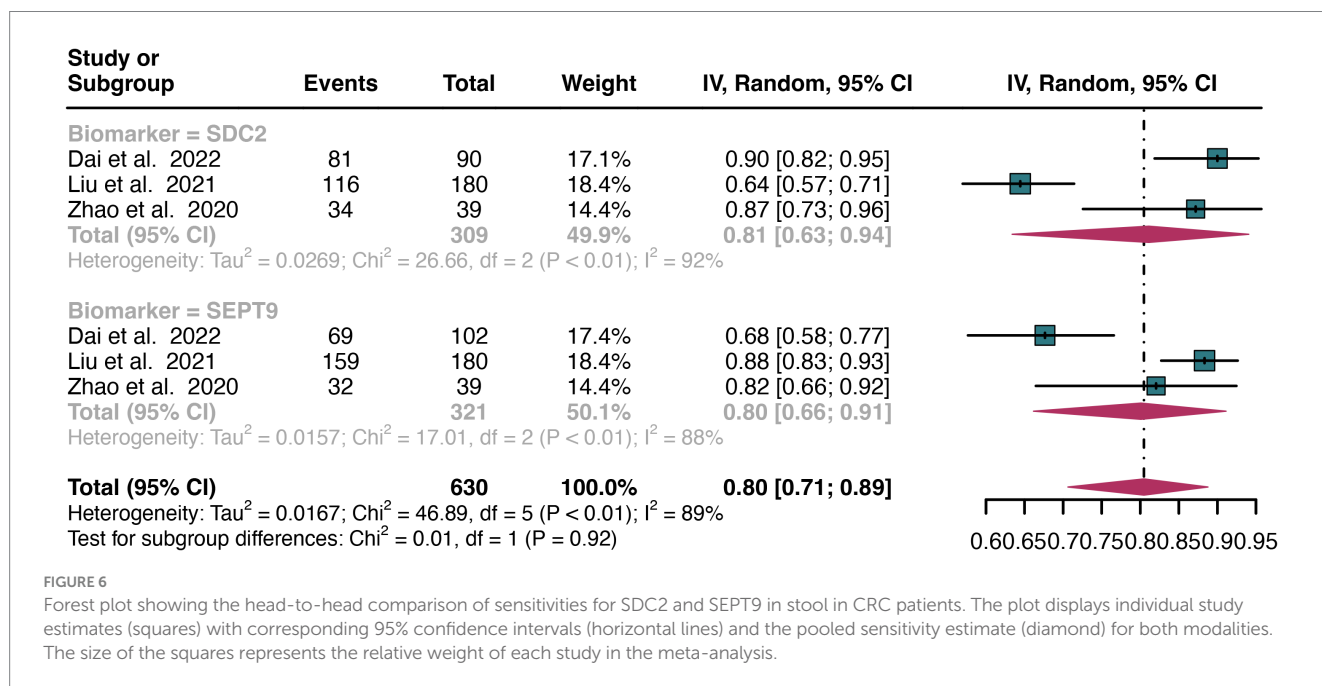 Study or
Subgroup Events Total Weight IV, Random, 95% CI IV, Random, 95% CI
Biomarker = SDC2
Dai et al. 2022 81 90 17.1% 0.90 [0.82; 0.95]
Liu et al. 2021 116 180 18.4% 0.64 [0.57; 0.71]
Zhao et al. 2020 34 39 14.4% 0.87 [0.73; 0.96]
Total (95% CI) 309 49.9% 0.81 [0.63; 0.94]
Heterogeneity: Tau² = 0.0269; Chi² = 26.66, df = 2 (P < 0.01); I² = 92%
Biomarker = SEPT9
Dai et al. 2022 69 102 17.4% 0.68 [0.58; 0.77]
Liu et al. 2021 159 180 18.4% 0.88 [0.83; 0.93]
Zhao et al. 2020 32 39 14.4% 0.82 [0.66; 0.92]
Total (95% CI) 321 50.1% 0.80 [0.66; 0.91]
Heterogeneity: Tau² = 0.0157; Chi² = 17.01, df = 2 (P < 0.01); I² = 88%
Total (95% CI) 630 100.0% 0.80 [0.71; 0.89]
Heterogeneity: Tau² = 0.0167; Chi² = 46.89, df = 5 (P < 0.01); I² = 89%
Test for subgroup differences: Chi² = 0.01, df = 1 (P = 0.92)
0.60 0.65 0.70 0.75 0.80 0.85 0.90 0.95
FIGURE 6
Forest plot showing the head-to-head comparison of sensitivities for SDC2 and SEPT9 in stool in CRC patients. The plot displays individual study
estimates (squares) with corresponding 95% confidence intervals (horizontal lines) and the pooled sensitivity estimate (diamond) for both modalities.
The size of the squares represents the relative weight of each study in the meta-analysis.